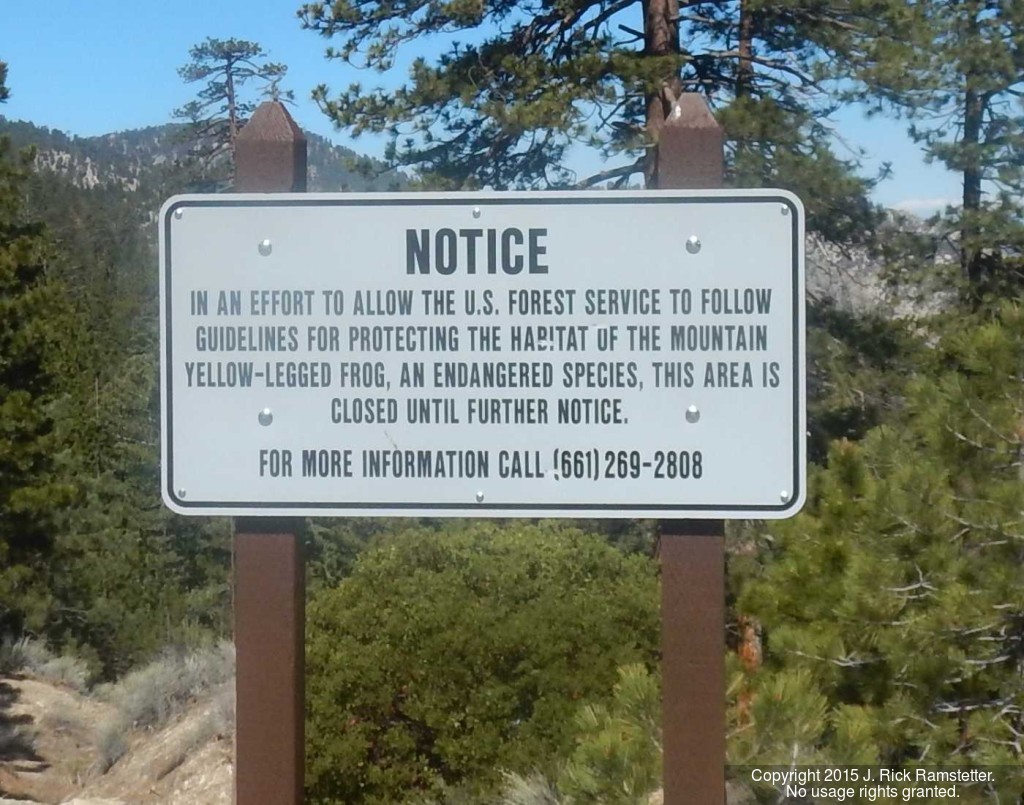 NOTICE
IN AN EFFORT TO ALLOW THE U.S. FOREST SERVICE TO FOLLOW
GUIDELINES FOR PROTECTING THE HABITAT OF THE MOUNTAIN
YELLOW-LEGGED FROG, AN ENDANGERED SPECIES, THIS AREA IS
CLOSED UNTIL FURTHER NOTICE.
FOR MORE INFORMATION CALL (661) 269-2808
Copyright 2015 J. Rick Ramstetter.
No usage rights granted.